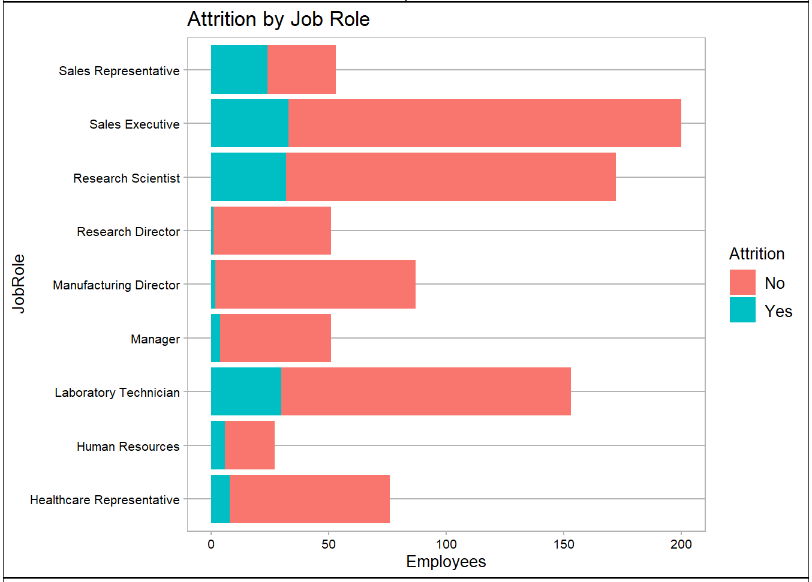 Attrition by Job Role
Sales Representative
Sales Executive
Research Scientist
Research Director
Manufacturing Director
Manager
Laboratory Technician
Human Resources
Healthcare Representative
JobRole
0 50 100 150 200
Employees
Attrition
No
Yes